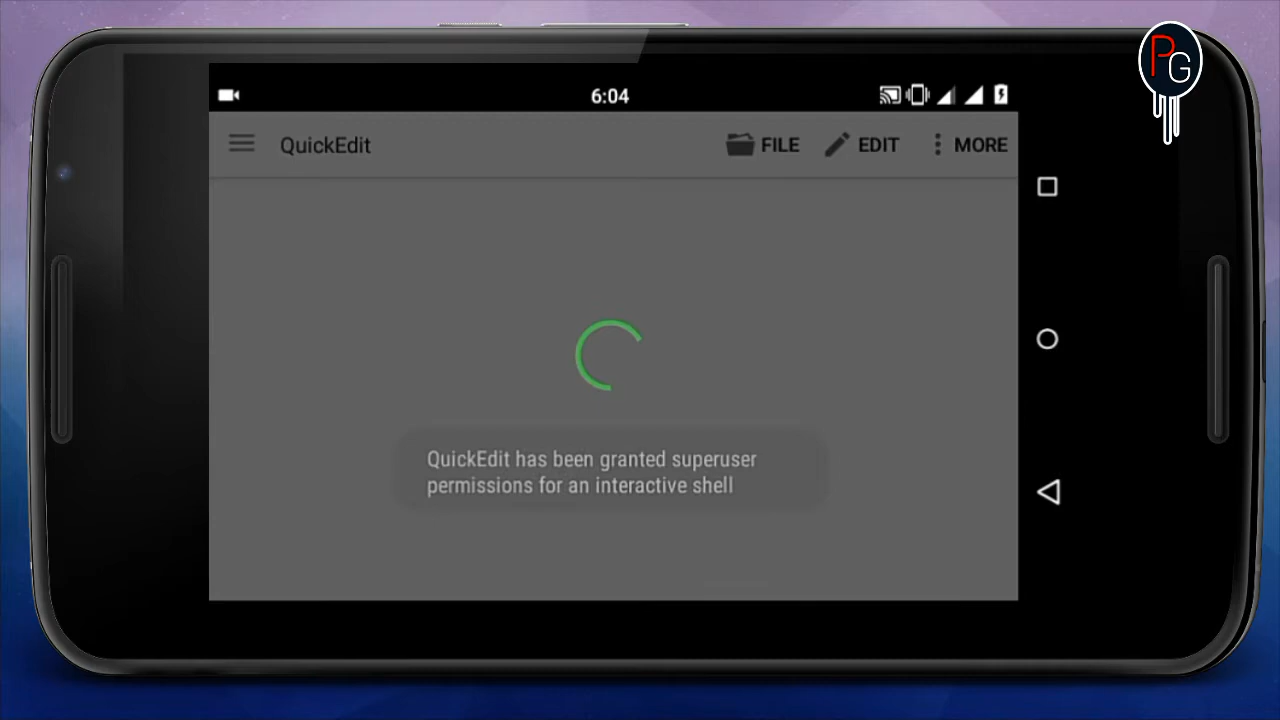 PG
6:04
QuickEdit
FILE
EDIT
MORE
QuickEdit has been granted superuser
permissions for an interactive shell